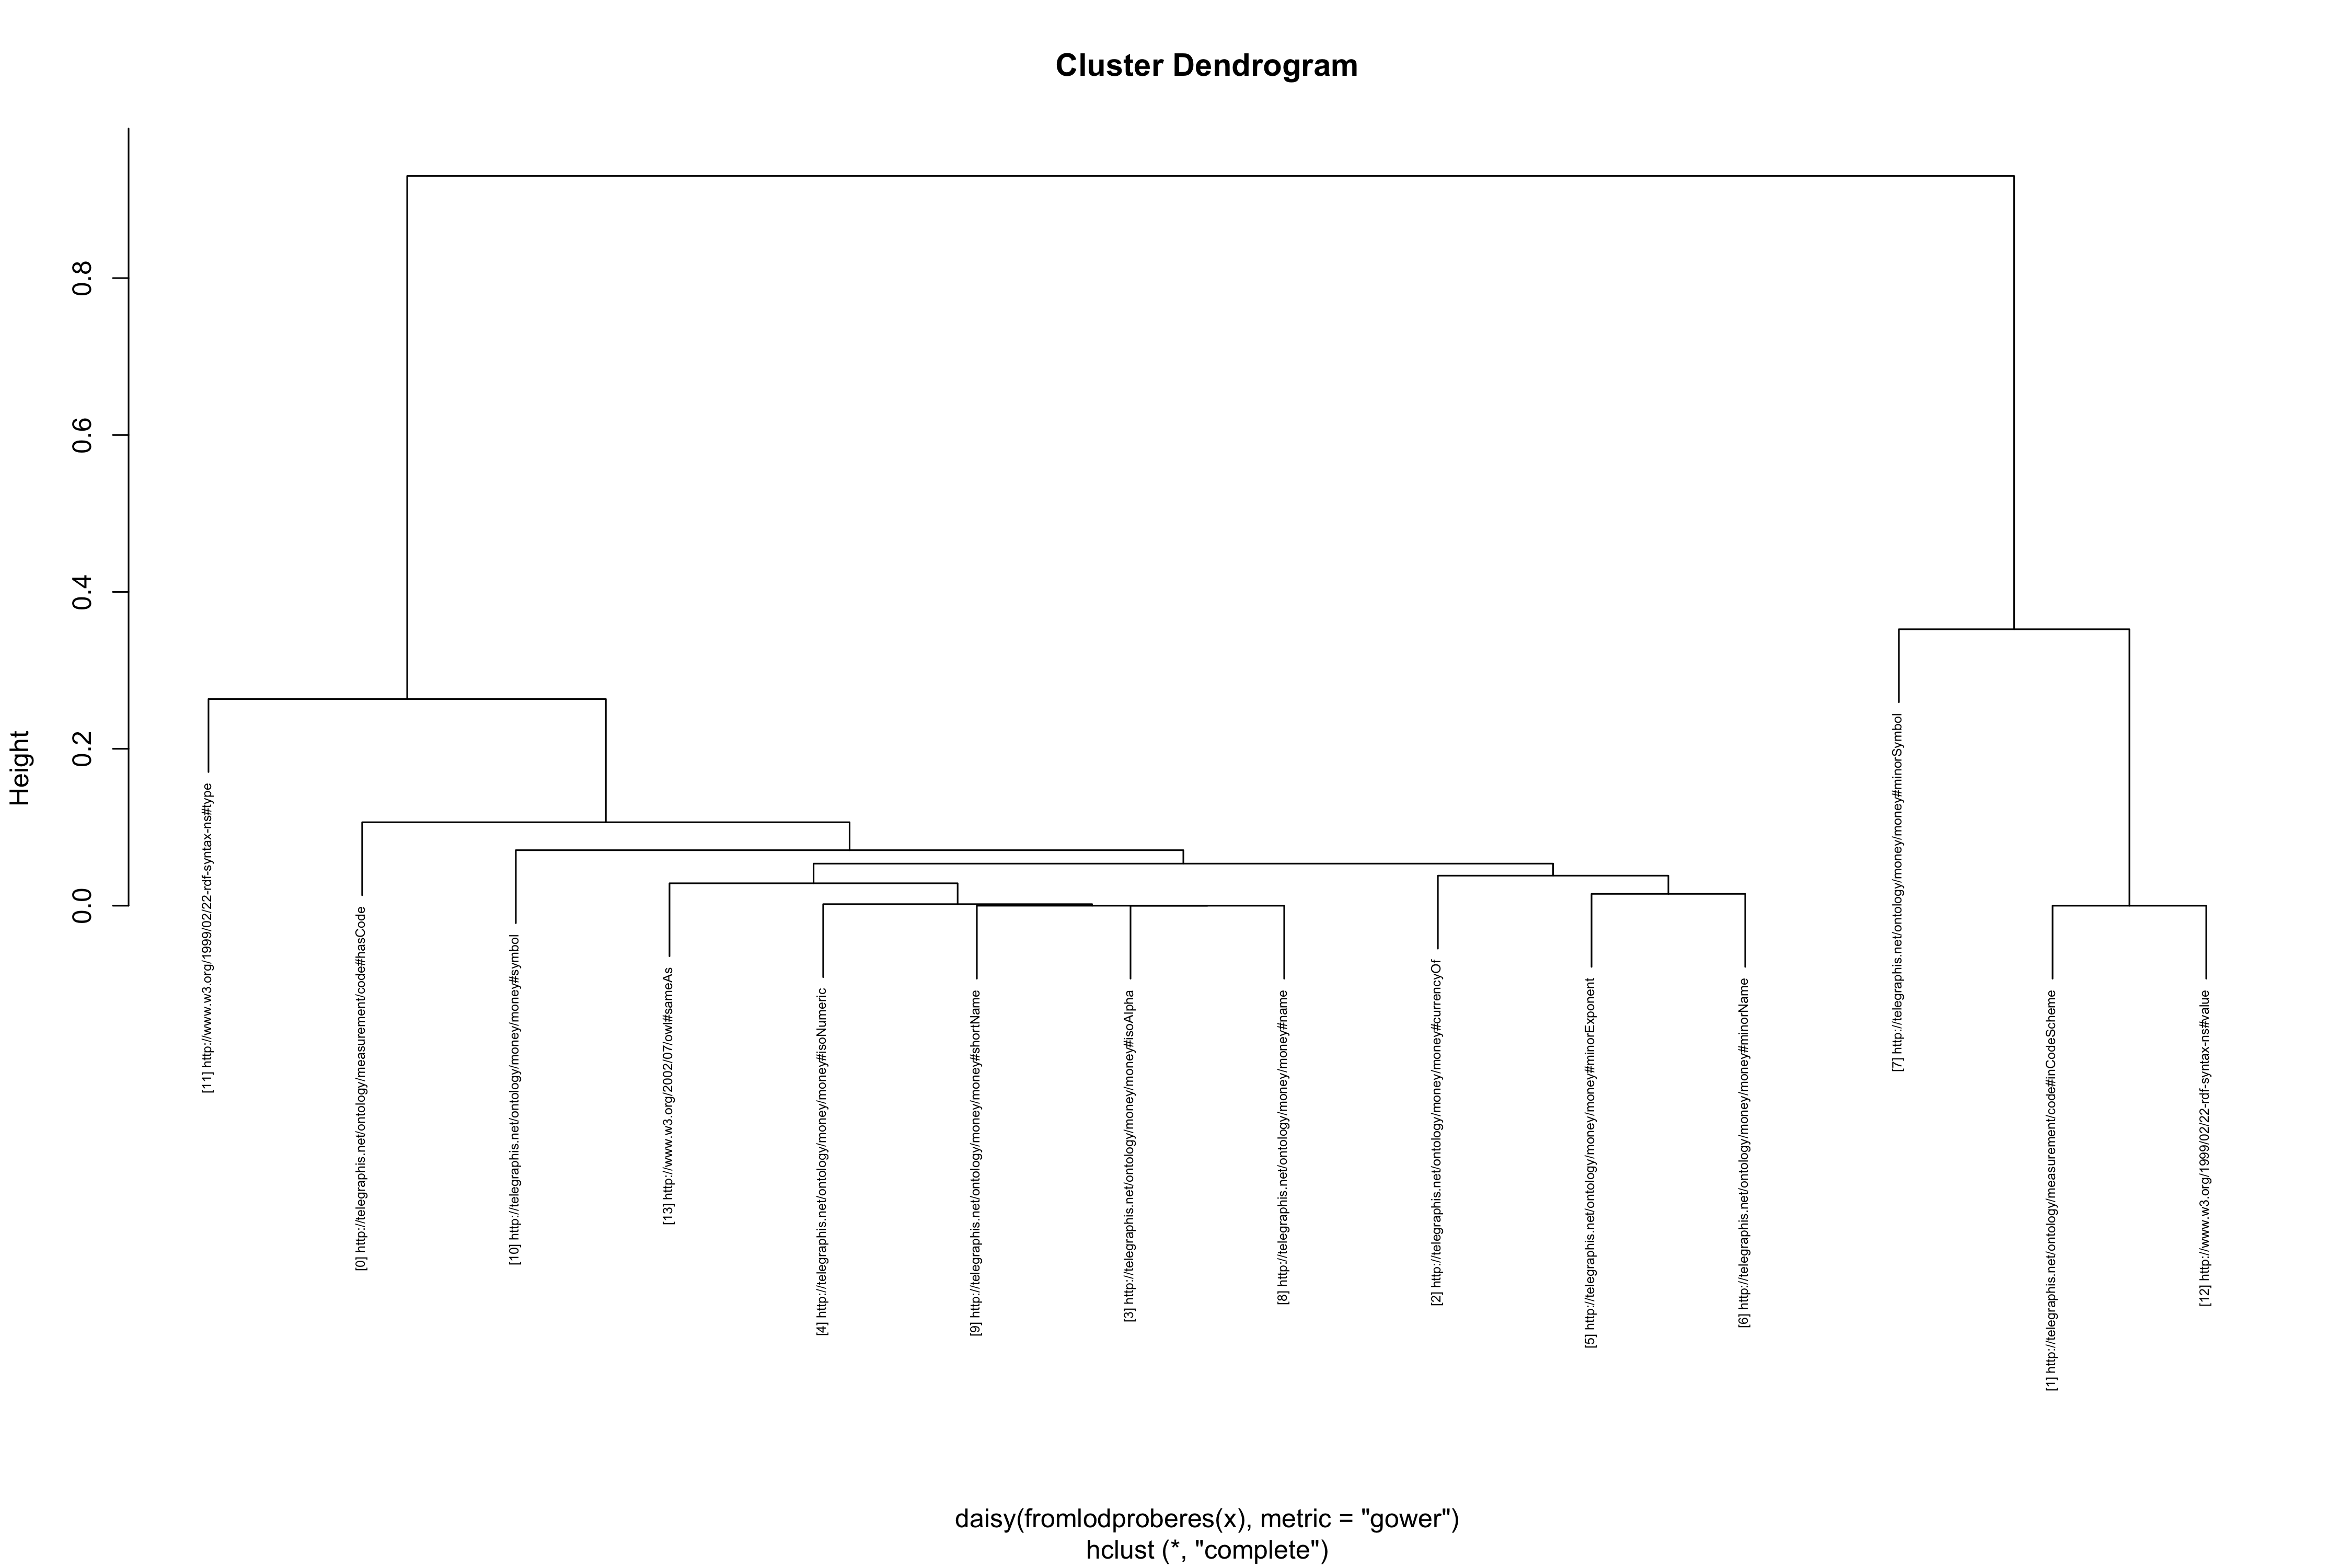 Cluster Dendrogram
Height
0.0
0.2
0.4
0.6
0.8
[11] http://www.w3.org/1999/02/22-rdf-syntax-ns#type
[0] http://telegraphis.net/ontology/measurement/code#hasCode
[10] http://telegraphis.net/ontology/money/money#symbol
[13] http://www.w3.org/2002/07/owl#sameAs
[4] http://telegraphis.net/ontology/money/money#isoNumeric
[9] http://telegraphis.net/ontology/money/money#shortName
[3] http://telegraphis.net/ontology/money/money#isoAlpha
[8] http://telegraphis.net/ontology/money/money#name
[2] http://telegraphis.net/ontology/money/money#currencyOf
[5] http://telegraphis.net/ontology/money/money#minorExponent
[6] http://telegraphis.net/ontology/money/money#minorName
[7] http://telegraphis.net/ontology/money/money#minorSymbol
[1] http://telegraphis.net/ontology/measurement/code#inCodeScheme
[12] http://www.w3.org/1999/02/22-rdf-syntax-ns#value
daisy(fromlodproberes(x), metric = "gower")
hclust (*, "complete")